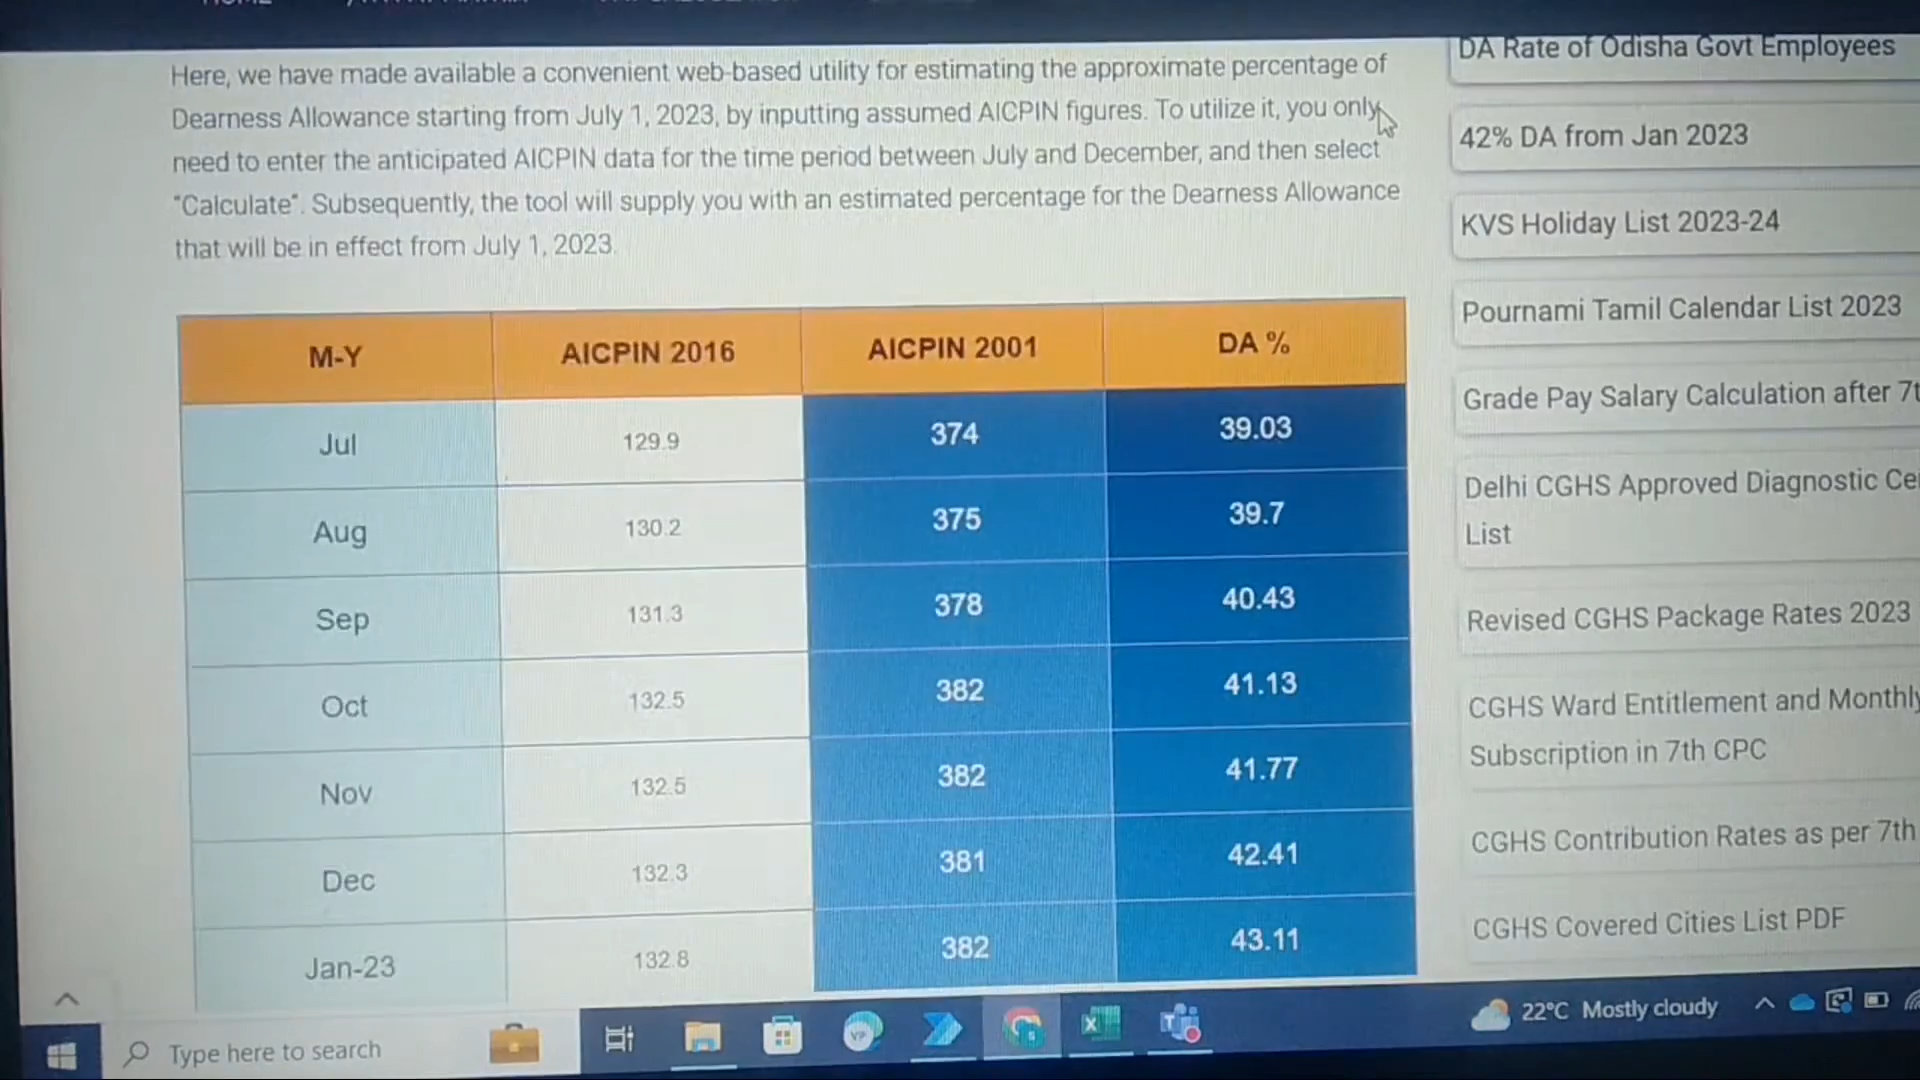 Here, we have made available a convenient web-based utility for estimating the approximate percentage of
Dearness Allowance starting from July 1, 2023, by inputting assumed AICPIN figures. To utilize it, you only
need to enter the anticipated AICPIN data for the time period between July and December, and then select
"Calculate". Subsequently, the tool will supply you with an estimated percentage for the Dearness Allowance
that will be in effect from July 1, 2023.
M-Y AICPIN 2016 AICPIN 2001 DA %
Jul 129.9 374 39.03
Aug 130.2 375 39.7
Sep 131.3 378 40.43
Oct 132.5 382 41.13
Nov 132.5 382 41.77
Dec 132.3 381 42.41
Jan-23 132.8 382 43.11
DA Rate of Odisha Govt Employees
42% DA from Jan 2023
KVS Holiday List 2023-24
Pournami Tamil Calendar List 2023
Grade Pay Salary Calculation after
Delhi CGHS Approved Diagnostic
List
Revised CGHS Package Rates 2023
CGHS Ward Entitlement and Monthly
Subscription in 7th CPC
CGHS Contribution Rates as per 7th
CGHS Covered Cities List PDF
Type here to search
22°C Mostly cloudy